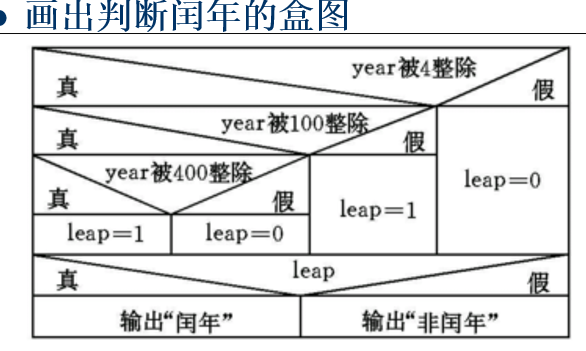 • 画出判断闰年的盒图
year被4整除
真
假
year被100整除
真
假
year被400整除
leap=0
真
假
leap=1
leap=1
leap=0
leap
真
假
输出“闰年”
输出“非闰年”